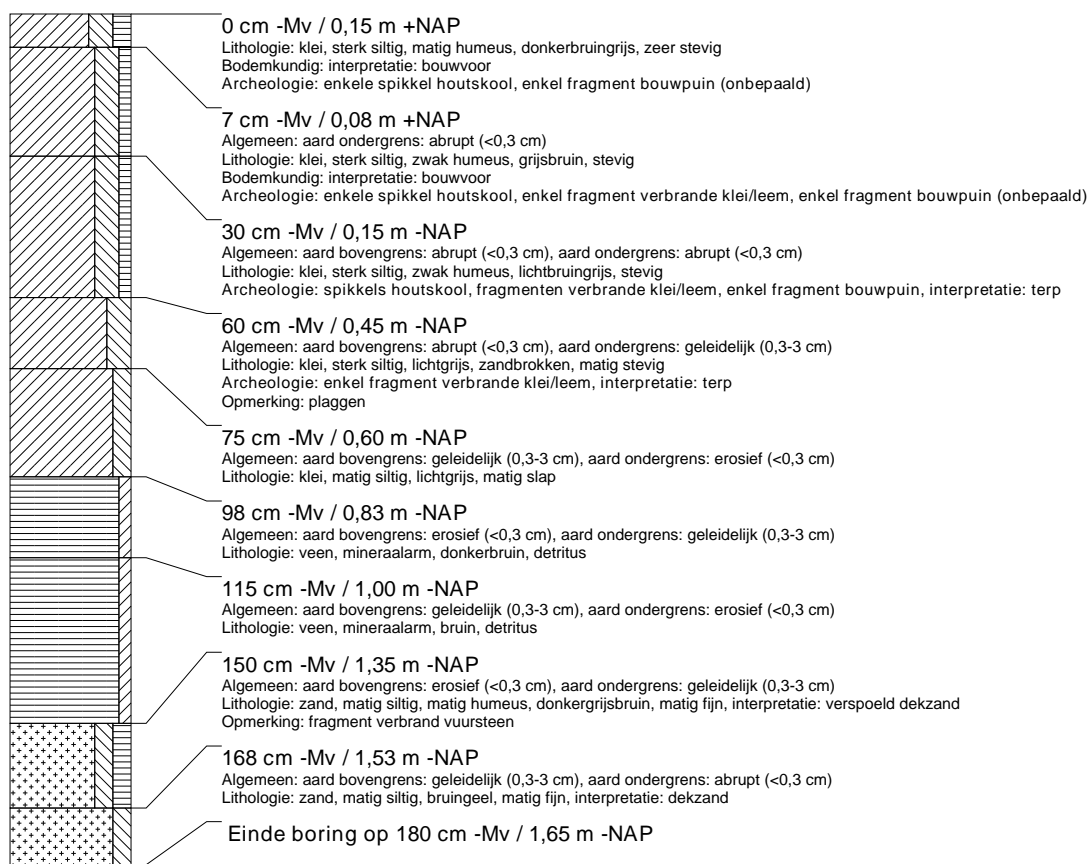 0 cm -Mv / 0,15 m +NAP
Lithologie: klei, sterk siltig, matig humeus, donkerbruingrijs, zeer stevig
Bodemkundig: interpretatie: bouwvoor
Archeologie: enkele spikkel houtskool, enkel fragment bouwpuin (onbepaald)
7 cm -Mv / 0,08 m +NAP
Algemeen: aard ondergrens: abrupt (<0,3 cm)
Lithologie: klei, sterk siltig, zwak humeus, grijsbruin, stevig
Bodemkundig: interpretatie: bouwvoor
Archeologie: enkele spikkel houtskool, enkel fragment verbrande klei/leem, enkel fragment bouwpuin (onbepaald)
30 cm -Mv / 0,15 m -NAP
Algemeen: aard bovengrens: abrupt (<0,3 cm), aard ondergrens: abrupt (<0,3 cm)
Lithologie: klei, sterk siltig, zwak humeus, lichtbruingrijs, stevig
Archeologie: spikkels houtskool, fragmenten verbrande klei/leem, enkel fragment bouwpuin, interpretatie: terp
60 cm -Mv / 0,45 m -NAP
Algemeen: aard bovengrens: abrupt (<0,3 cm), aard ondergrens: geleidelijk (0,3-3 cm)
Lithologie: klei, sterk siltig, lichtgrijs, zandbrokken, matig stevig
Archeologie: enkel fragment verbrande klei/leem, interpretatie: terp
Opmerking: plaggen
75 cm -Mv / 0,60 m -NAP
Algemeen: aard bovengrens: geleidelijk (0,3-3 cm), aard ondergrens: erosief (<0,3 cm)
Lithologie: klei, matig siltig, lichtgrijs, matig slap
98 cm -Mv / 0,83 m -NAP
Algemeen: aard bovengrens: erosief (<0,3 cm), aard ondergrens: geleidelijk (0,3-3 cm)
Lithologie: veen, mineraalarm, donkerbruin, detritus
115 cm -Mv / 1,00 m -NAP
Algemeen: aard bovengrens: geleidelijk (0,3-3 cm), aard ondergrens: erosief (<0,3 cm)
Lithologie: veen, mineraalarm, bruin, detritus
150 cm -Mv / 1,35 m -NAP
Algemeen: aard bovengrens: erosief (<0,3 cm), aard ondergrens: geleidelijk (0,3-3 cm)
Lithologie: zand, matig siltig, matig humeus, donkergrijsbruin, matig fijn, interpretatie: verspoeld dekzand
Opmerking: fragment verbrand vuursteen
168 cm -Mv / 1,53 m -NAP
Algemeen: aard bovengrens: geleidelijk (0,3-3 cm), aard ondergrens: abrupt (<0,3 cm)
Lithologie: zand, matig siltig, bruingeel, matig fijn, interpretatie: dekzand
Einde boring op 180 cm -Mv / 1,65 m -NAP